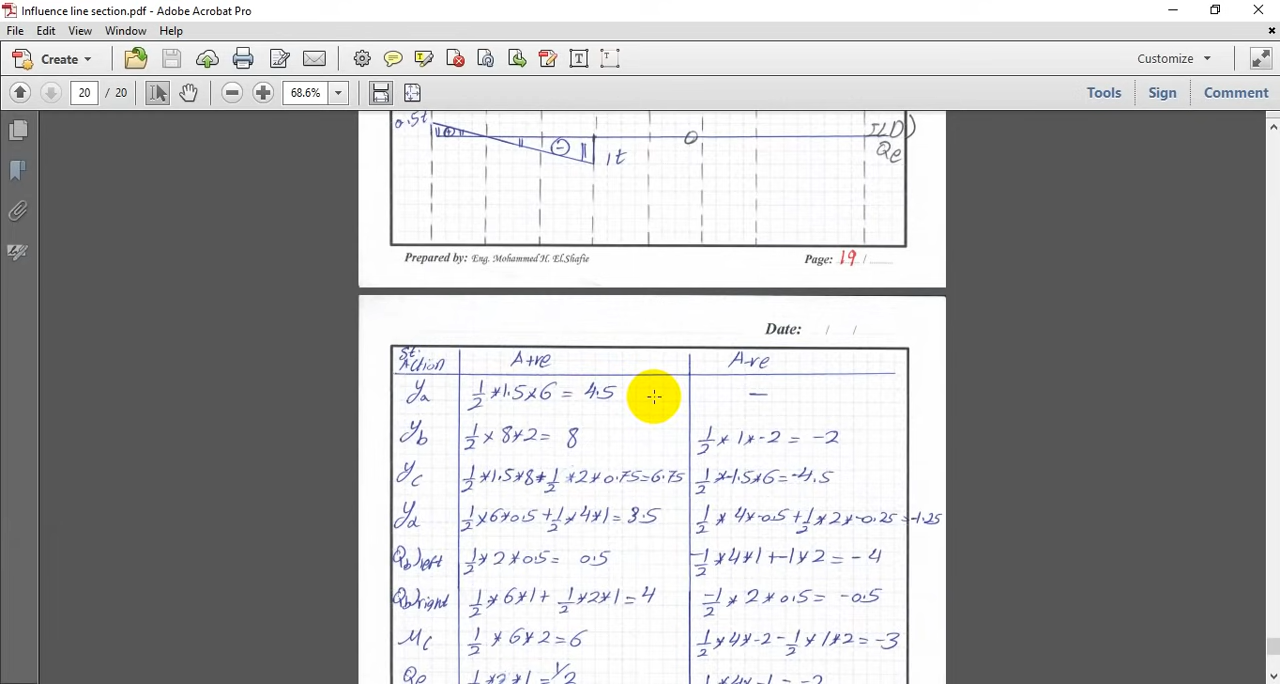 Influence line section.pdf - Adobe Acrobat Pro
File Edit View Window Help
Create Customize
20 / 20 68.6% Tools Sign Comment
0.5t
1t
0
ILD)
Qe
Prepared by: Eng. Mohammed H. ElShafie Page: 19 /
Date: / /
St. Action A+ve A-ve
Ya 1/2 *1.5*6 = 4.5 —
Yb 1/2 * 8*2 = 8 1/2 * 1 * -2 = -2
Yc 1/2 *1.5*8+1/2 *2*0.75=6.75 1/2 *-1.5*6=-4.5
Yd 1/2 *6*0.5+1/2 *4*1=3.5 1/2 * 4*-0.5+1/2 *2*-0.25=-1.25
Qb)left 1/2 * 2*0.5= 0.5 -1/2 *4*1+-1*2=-4
Qb)right 1/2 * 6*1+ 1/2 *2*1=4 -1/2 * 2*0.5= -0.5
Mc 1/2 * 6*2=6 1/2 *4*-2-1/2 *1*2=-3